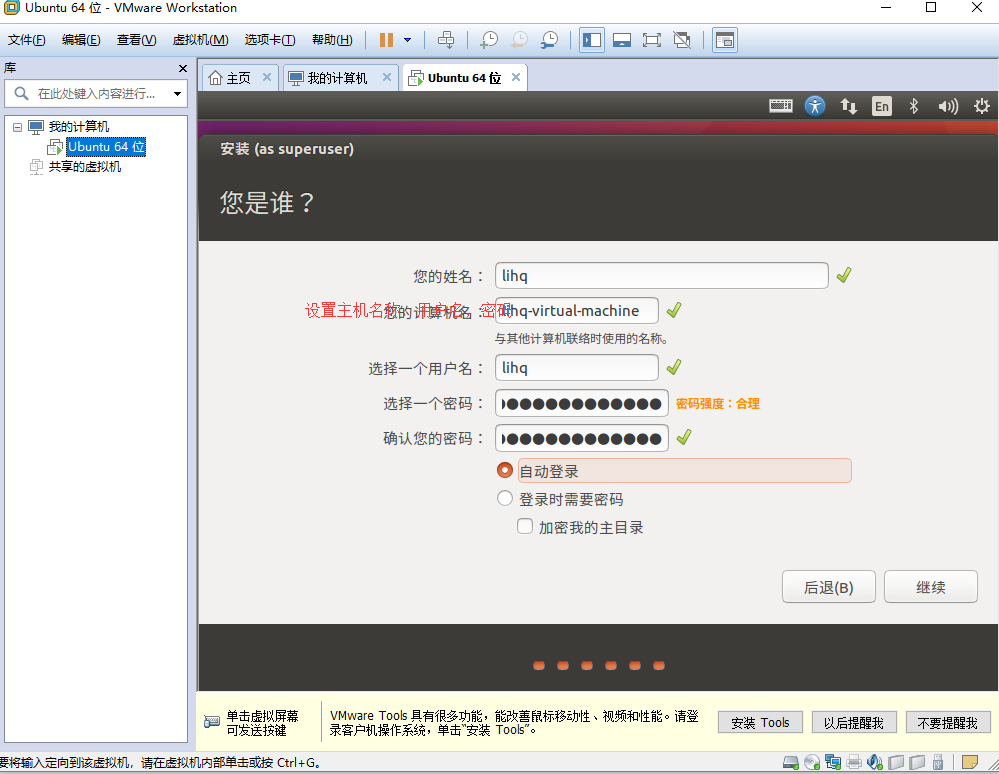 Ubuntu 64 位 - VMware Workstation
文件(F) 编辑(E) 查看(V) 虚拟机(M) 选项卡(T) 帮助(H)
库
在此处键入内容进行...
我的计算机
Ubuntu 64 位
共享的虚拟机
主页 我的计算机 Ubuntu 64 位
En
安装 (as superuser)
您是谁？
您的姓名： lihq
设置主机名称、用户名、密码
您的计算机名： lihq-virtual-machine
与其他计算机联络时使用的名称。
选择一个用户名： lihq
选择一个密码： 密码强度：合理
确认您的密码：
自动登录
登录时需要密码
加密我的主目录
后退(B) 继续
单击虚拟屏幕
可发送按键
VMware Tools 具有很多功能，能改善鼠标移动性、视频和性能。请登
录客户机操作系统，单击“安装 Tools”。
安装 Tools 以后提醒我 不要提醒我
要将输入定向到该虚拟机，请在虚拟机内部单击或按 Ctrl+G。